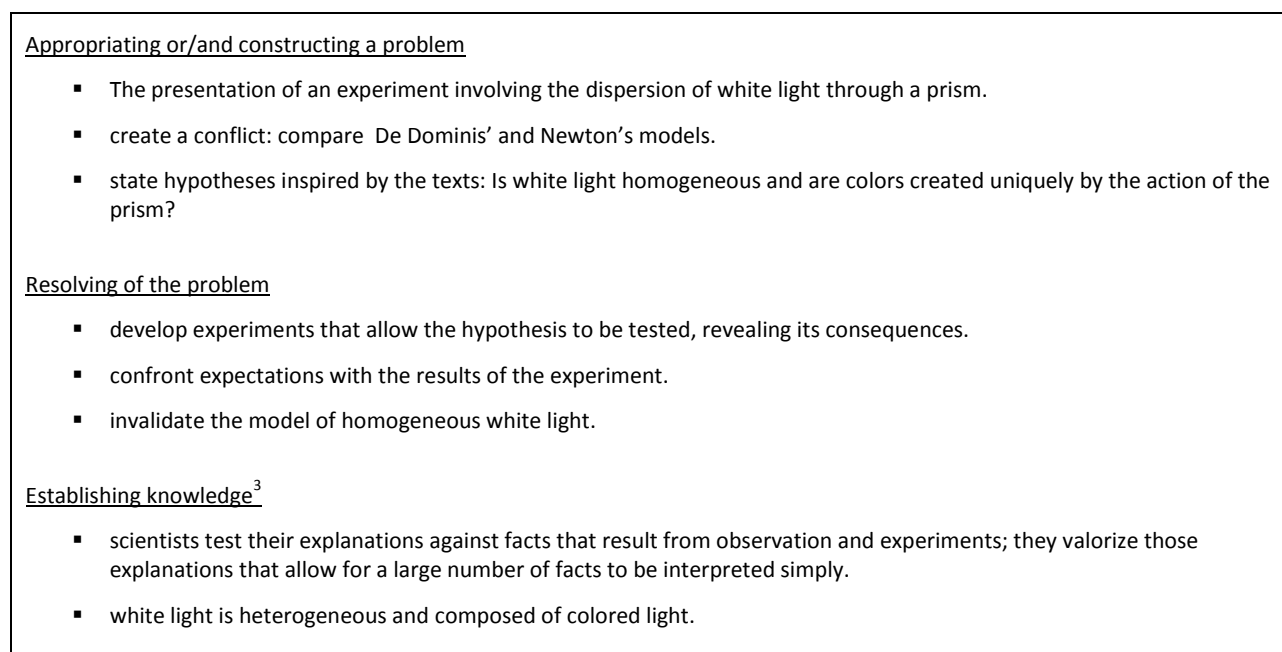 Appropriating or/and constructing a problem
▪ The presentation of an experiment involving the dispersion of white light through a prism.
▪ create a conflict: compare  De Dominis’ and Newton’s models.
▪ state hypotheses inspired by the texts: Is white light homogeneous and are colors created uniquely by the action of the
prism?
Resolving of the problem
▪ develop experiments that allow the hypothesis to be tested, revealing its consequences.
▪ confront expectations with the results of the experiment.
▪ invalidate the model of homogeneous white light.
Establishing knowledge³
▪ scientists test their explanations against facts that result from observation and experiments; they valorize those
explanations that allow for a large number of facts to be interpreted simply.
▪ white light is heterogeneous and composed of colored light.